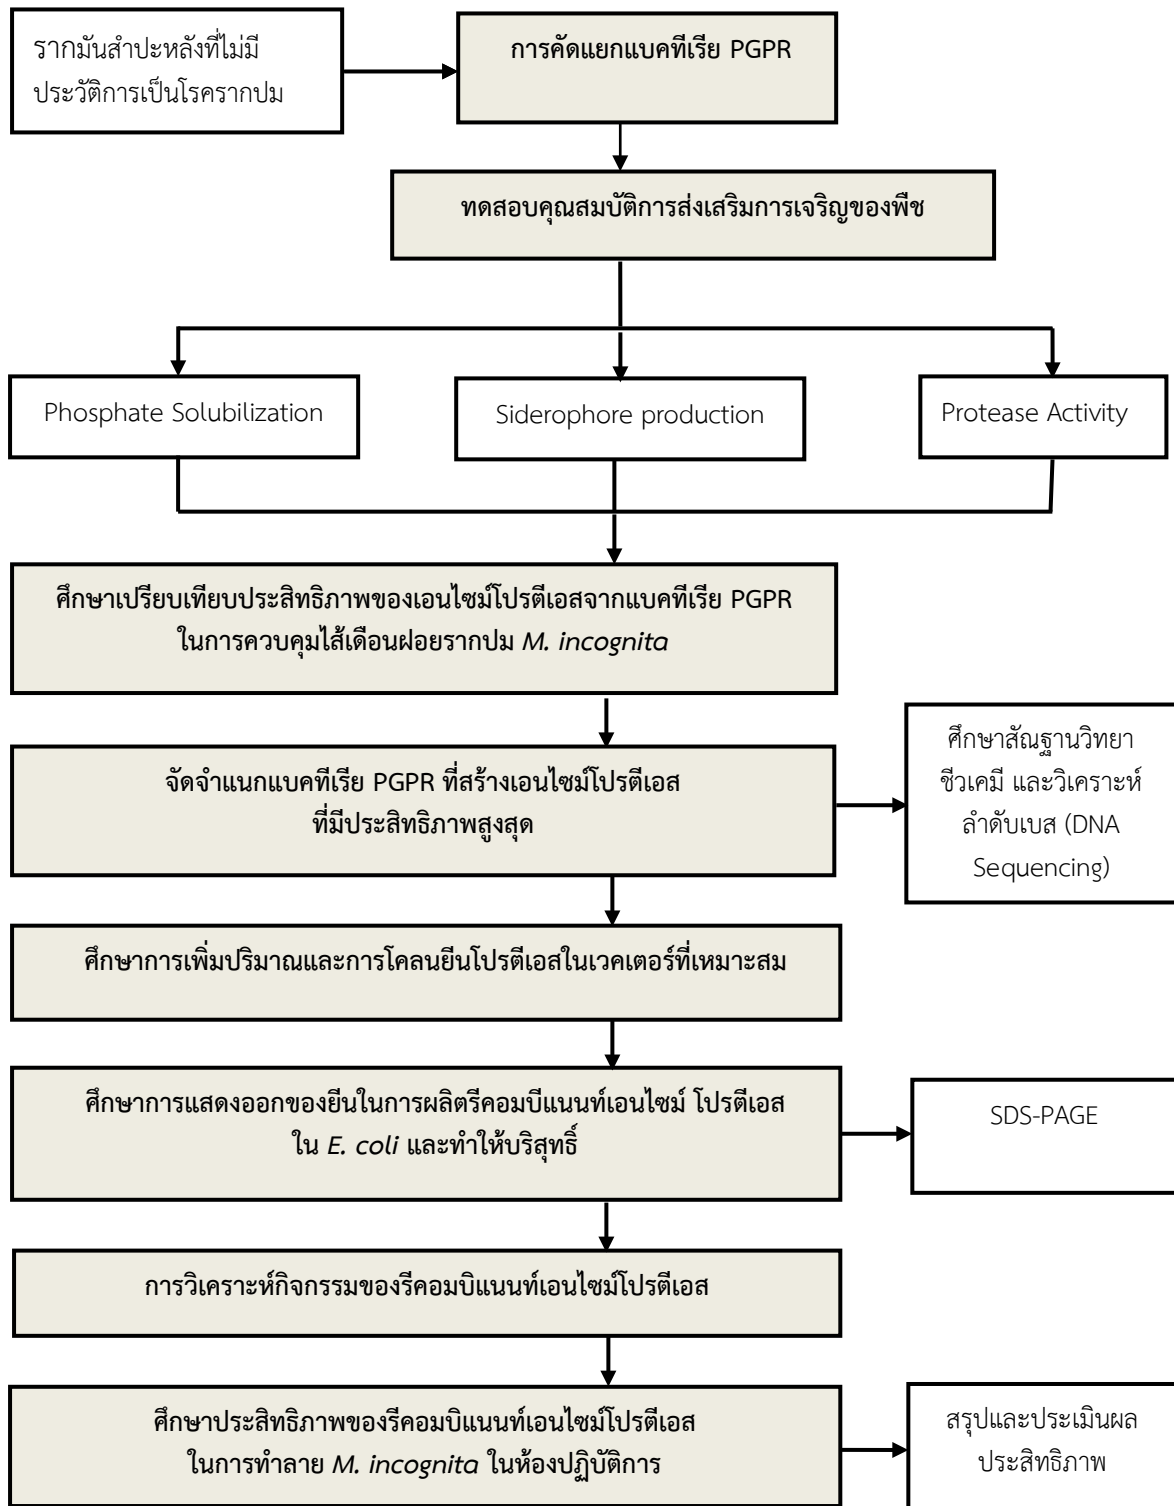 รากมันสำปะหลังที่ไม่มี
ประวัติการเป็นโรครากปม
การคัดแยกแบคทีเรีย PGPR
ทดสอบคุณสมบัติการส่งเสริมการเจริญของพืช
Phosphate Solubilization
Siderophore production
Protease Activity
ศึกษาเปรียบเทียบประสิทธิภาพของเอนไซม์โปรตีเอสจากแบคทีเรีย PGPR
ในการควบคุมไส้เดือนฝอยรากปม M. incognita
จัดจำแนกแบคทีเรีย PGPR ที่สร้างเอนไซม์โปรตีเอส
ที่มีประสิทธิภาพสูงสุด
ศึกษาสัณฐานวิทยา
ชีวเคมี และวิเคราะห์
ลำดับเบส (DNA
Sequencing)
ศึกษาการเพิ่มปริมาณและการโคลนยีนโปรตีเอสในเวคเตอร์ที่เหมาะสม
ศึกษาการแสดงออกของยีนในการผลิตรีคอมบีแนนท์เอนไซม์ โปรตีเอส
ใน E. coli และทำให้บริสุทธิ์
SDS-PAGE
การวิเคราะห์กิจกรรมของรีคอมบิแนนท์เอนไซม์โปรตีเอส
ศึกษาประสิทธิภาพของรีคอมบิแนนท์เอนไซม์โปรตีเอส
ในการทำลาย M. incognita ในห้องปฏิบัติการ
สรุปและประเมินผล
ประสิทธิภาพ